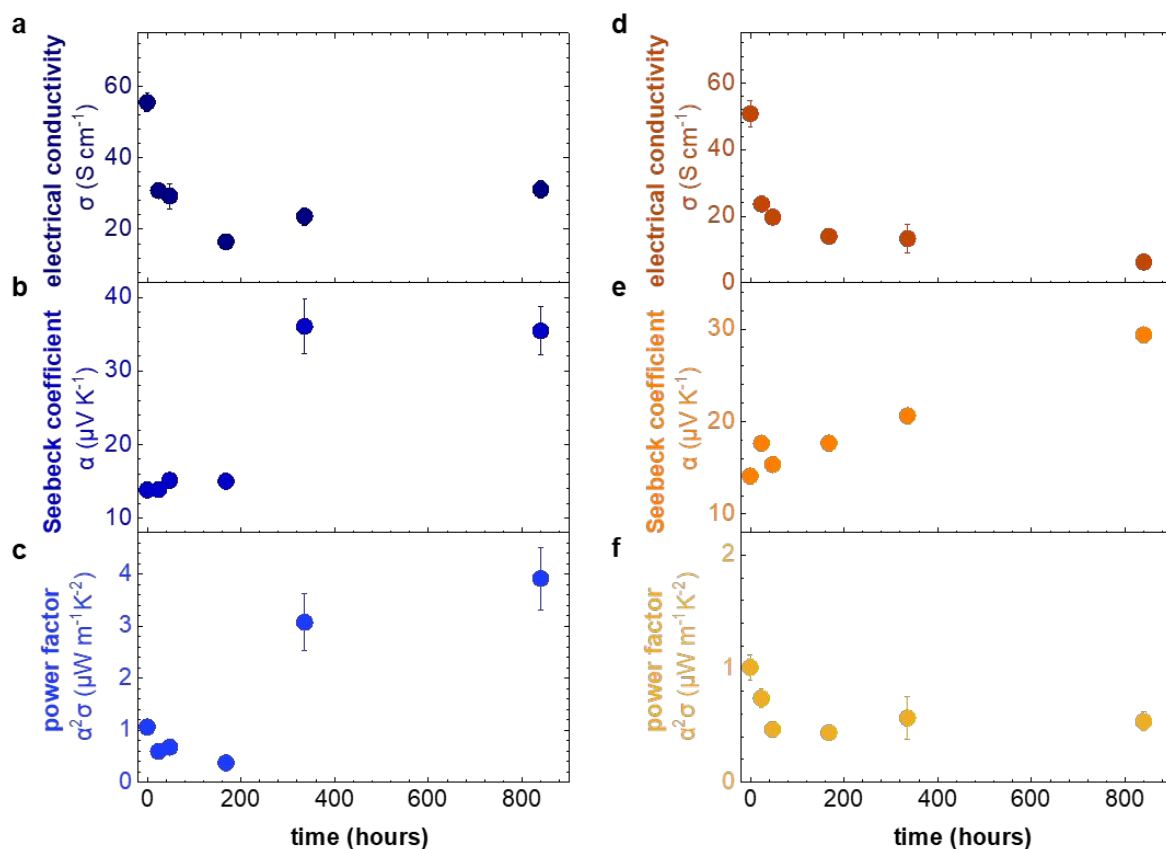 a
electrical conductivity
σ (S cm⁻¹)
60
40
20
b
Seebeck coefficient
α (µV K⁻¹)
40
30
20
10
c
power factor
α²σ (µW m⁻¹K⁻²)
4
3
2
1
0
0 200 400 600 800
time (hours)
d
electrical conductivity
σ (S cm⁻¹)
60
40
20
0
e
Seebeck coefficient
α (µV K⁻¹)
30
20
10
f
power factor
α²σ (µW m⁻¹K⁻²)
2
1
0
0 200 400 600 800
time (hours)